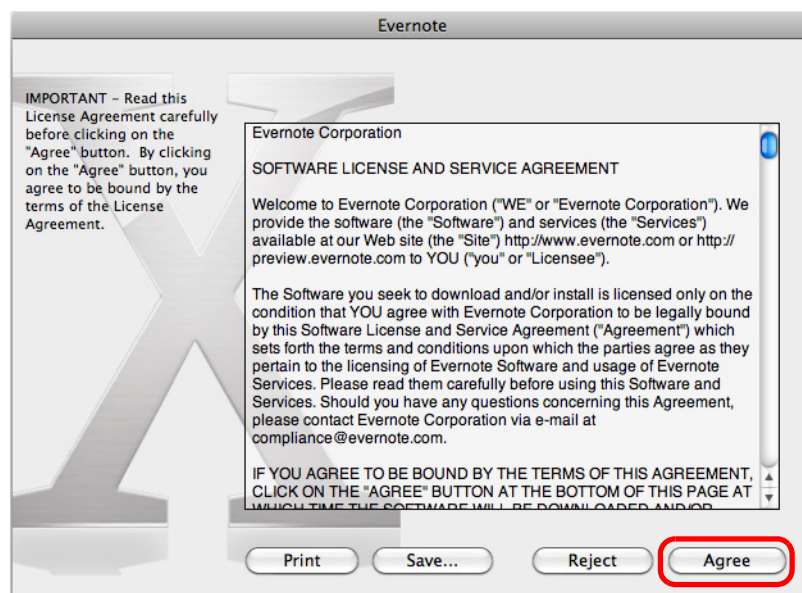 Evernote
IMPORTANT - Read this
License Agreement carefully
before clicking on the
"Agree" button. By clicking
on the "Agree" button, you
agree to be bound by the
terms of the License
Agreement.
Evernote Corporation
SOFTWARE LICENSE AND SERVICE AGREEMENT
Welcome to Evernote Corporation ("WE" or "Evernote Corporation"). We
provide the software (the "Software") and services (the "Services")
available at our Web site (the "Site") http://www.evernote.com or http://
preview.evernote.com to YOU ("you" or "Licensee").
The Software you seek to download and/or install is licensed only on the
condition that YOU agree with Evernote Corporation to be legally bound
by this Software License and Service Agreement ("Agreement") which
sets forth the terms and conditions upon which the parties agree as they
pertain to the licensing of Evernote Software and usage of Evernote
Services. Please read them carefully before using this Software and
Services. Should you have any questions concerning this Agreement,
please contact Evernote Corporation via e-mail at
compliance@evernote.com.
IF YOU AGREE TO BE BOUND BY THE TERMS OF THIS AGREEMENT,
CLICK ON THE "AGREE" BUTTON AT THE BOTTOM OF THIS PAGE AT
WHICH TIME THE SOFTWARE WILL BE DOWNLOADED AND/OR
Print
Save...
Reject
Agree